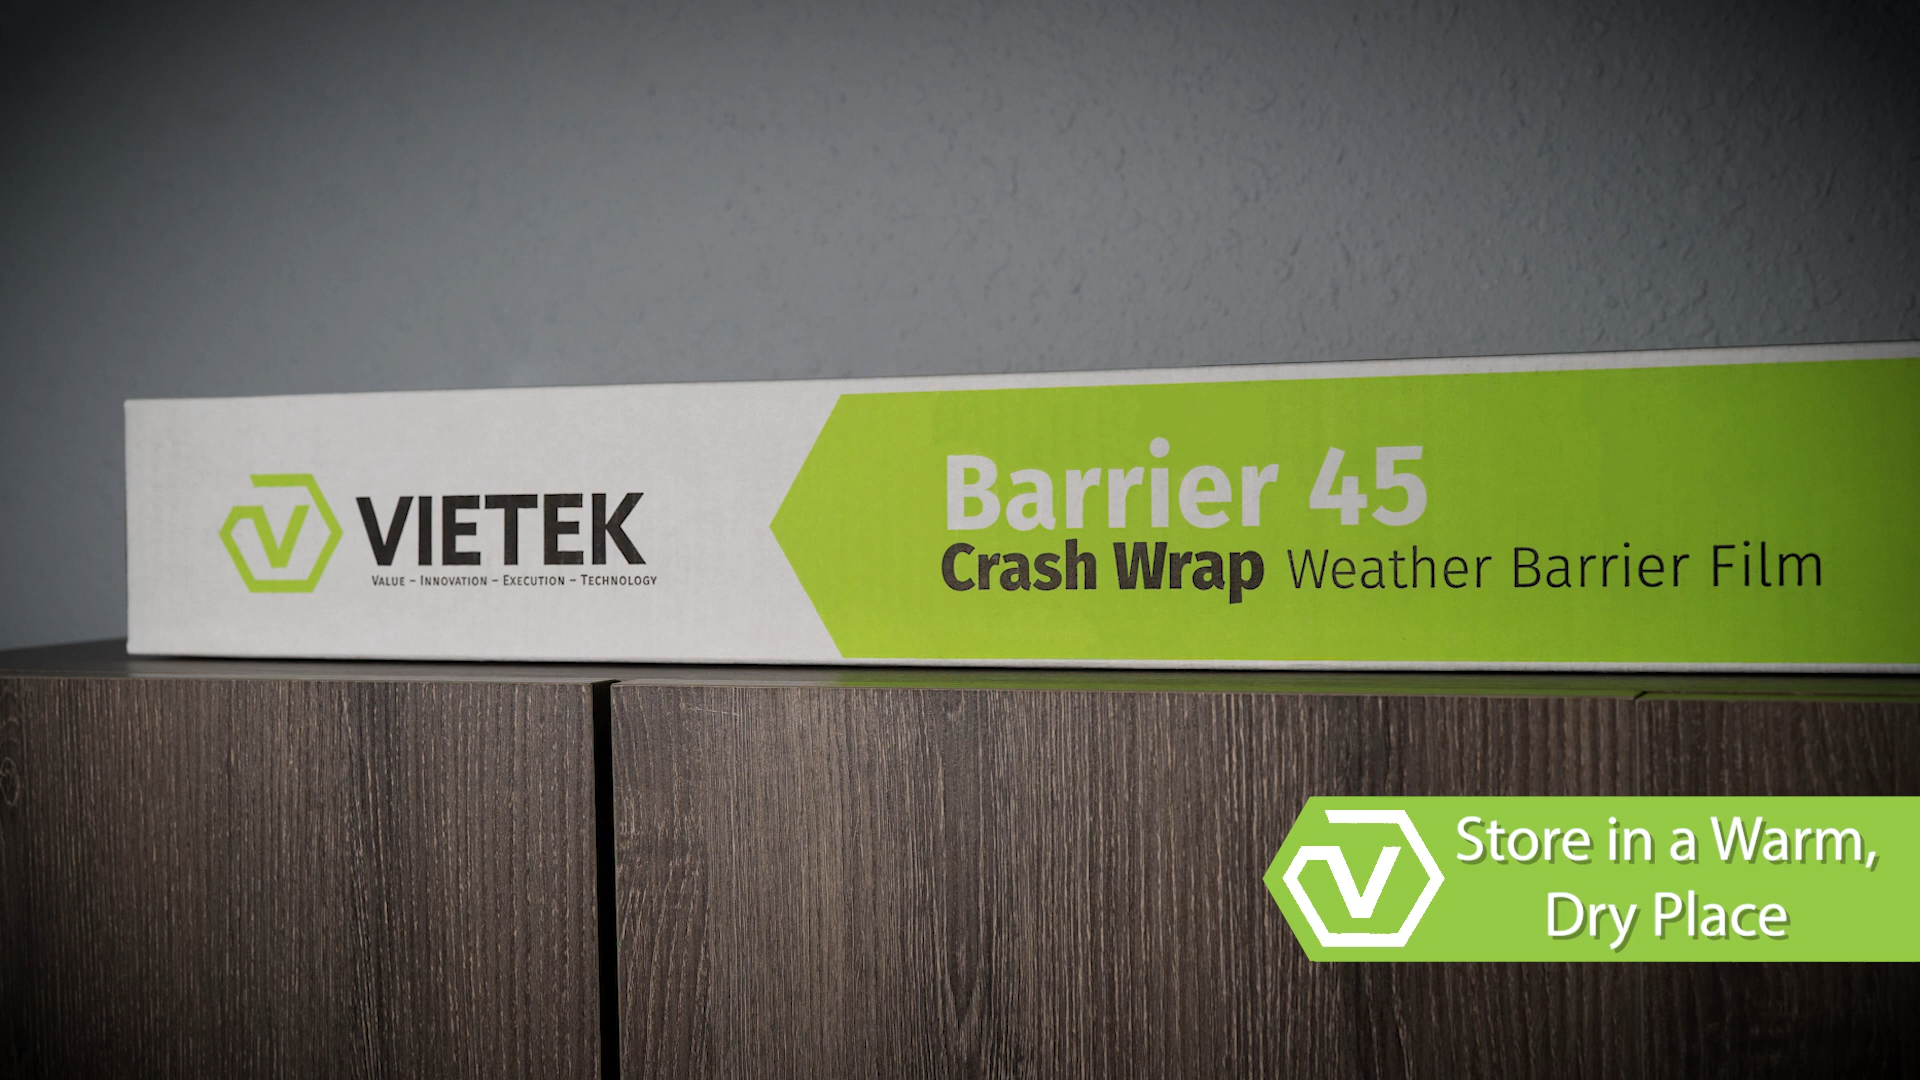 VIETEK
VALUE – INNOVATION – EXECUTION – TECHNOLOGY
Barrier 45
Crash Wrap Weather Barrier Film
Store in a Warm,
Dry Place